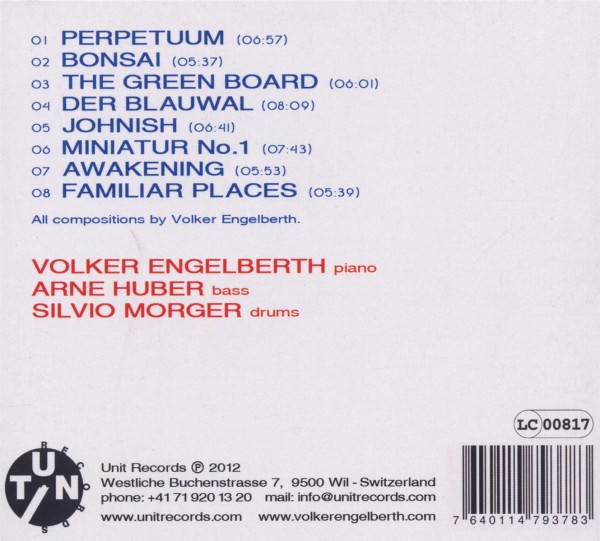 01 PERPETUUM (06:57)
02 BONSAI (05:37)
03 THE GREEN BOARD (06:01)
04 DER BLAUWAL (08:09)
05 JOHNISH (06:41)
06 MINIATUR No.1 (07:43)
07 AWAKENING (05:53)
08 FAMILIAR PLACES (05:39)
All compositions by Volker Engelberth.
VOLKER ENGELBERTH piano
ARNE HUBER bass
SILVIO MORGER drums
LC 00817
UNIT RECORDS
Unit Records ℗ 2012
Westliche Buchenstrasse 7, 9500 Wil - Switzerland
phone: +41 71 920 13 20 mail: info@unitrecords.com
www.unitrecords.com www.volkerengelberth.com
7 640114 793783